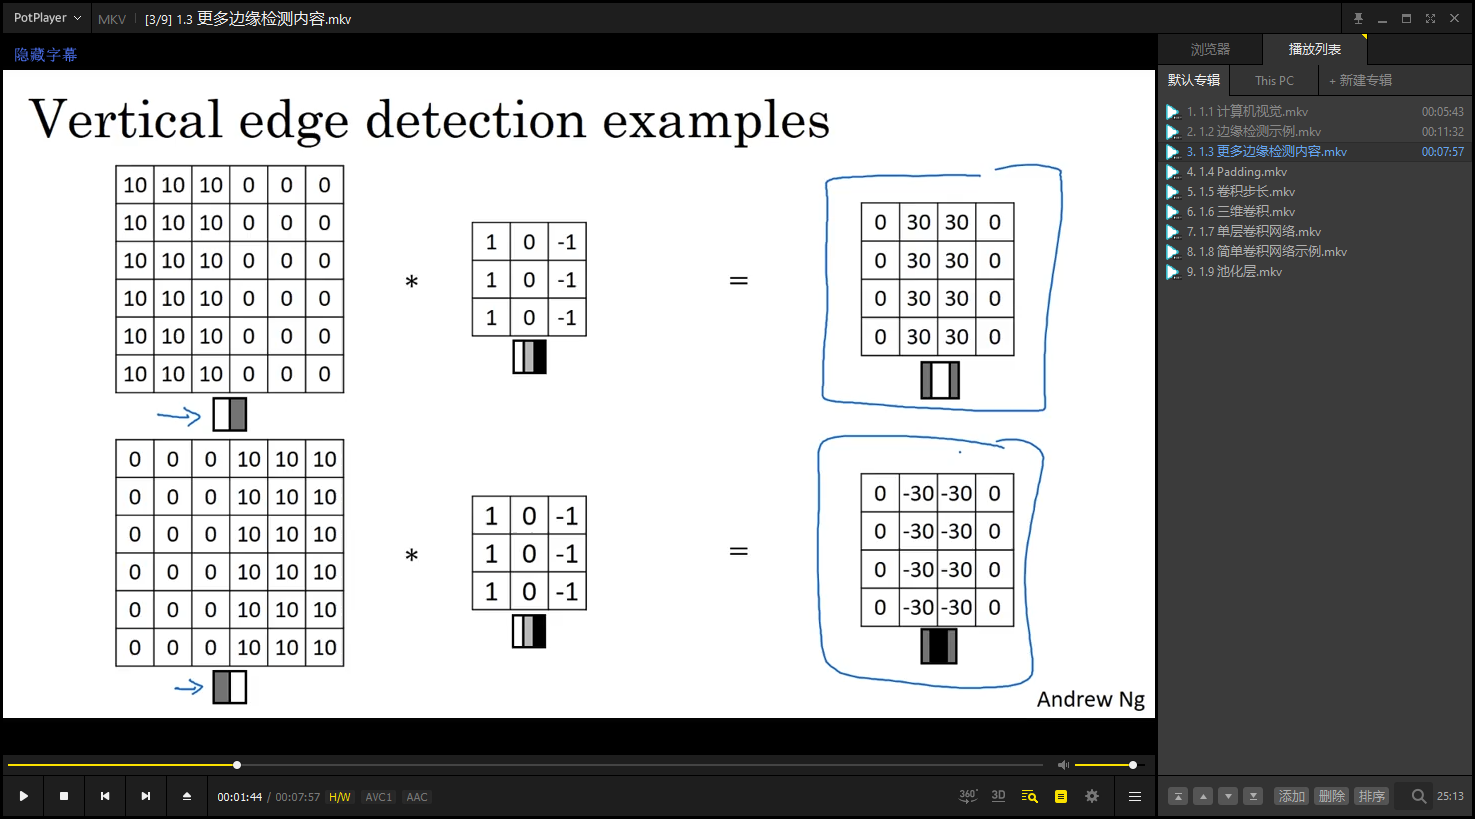 PotPlayer MKV [3/9] 1.3 更多边缘检测内容.mkv
隐藏字幕
Vertical edge detection examples
10 10 10 0 0 0
10 10 10 0 0 0
10 10 10 0 0 0
10 10 10 0 0 0
10 10 10 0 0 0
10 10 10 0 0 0
*
1 0 -1
1 0 -1
1 0 -1
=
0 30 30 0
0 30 30 0
0 30 30 0
0 30 30 0
0 0 0 10 10 10
0 0 0 10 10 10
0 0 0 10 10 10
0 0 0 10 10 10
0 0 0 10 10 10
0 0 0 10 10 10
*
1 0 -1
1 0 -1
1 0 -1
=
0 -30 -30 0
0 -30 -30 0
0 -30 -30 0
0 -30 -30 0
Andrew Ng
00:01:44 / 00:07:57 H/W AVC1 AAC
360° 3D
浏览器 播放列表
默认专辑 This PC + 新建专辑
1. 1.1 计算机视觉.mkv 00:05:43
2. 1.2 边缘检测示例.mkv 00:11:32
3. 1.3 更多边缘检测内容.mkv 00:07:57
4. 1.4 Padding.mkv
5. 1.5 卷积步长.mkv
6. 1.6 三维卷积.mkv
7. 1.7 单层卷积网络.mkv
8. 1.8 简单卷积网络示例.mkv
9. 1.9 池化层.mkv
添加 删除 排序 25:13